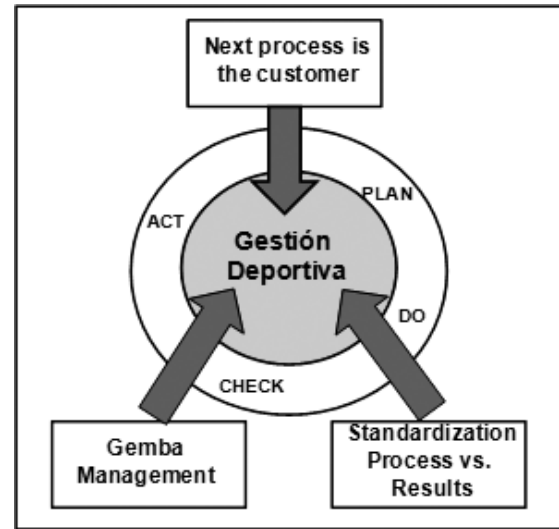 Next process is
the customer
PLAN
ACT
Gestión
Deportiva
DO
CHECK
Gemba
Management
Standardization
Process vs.
Results